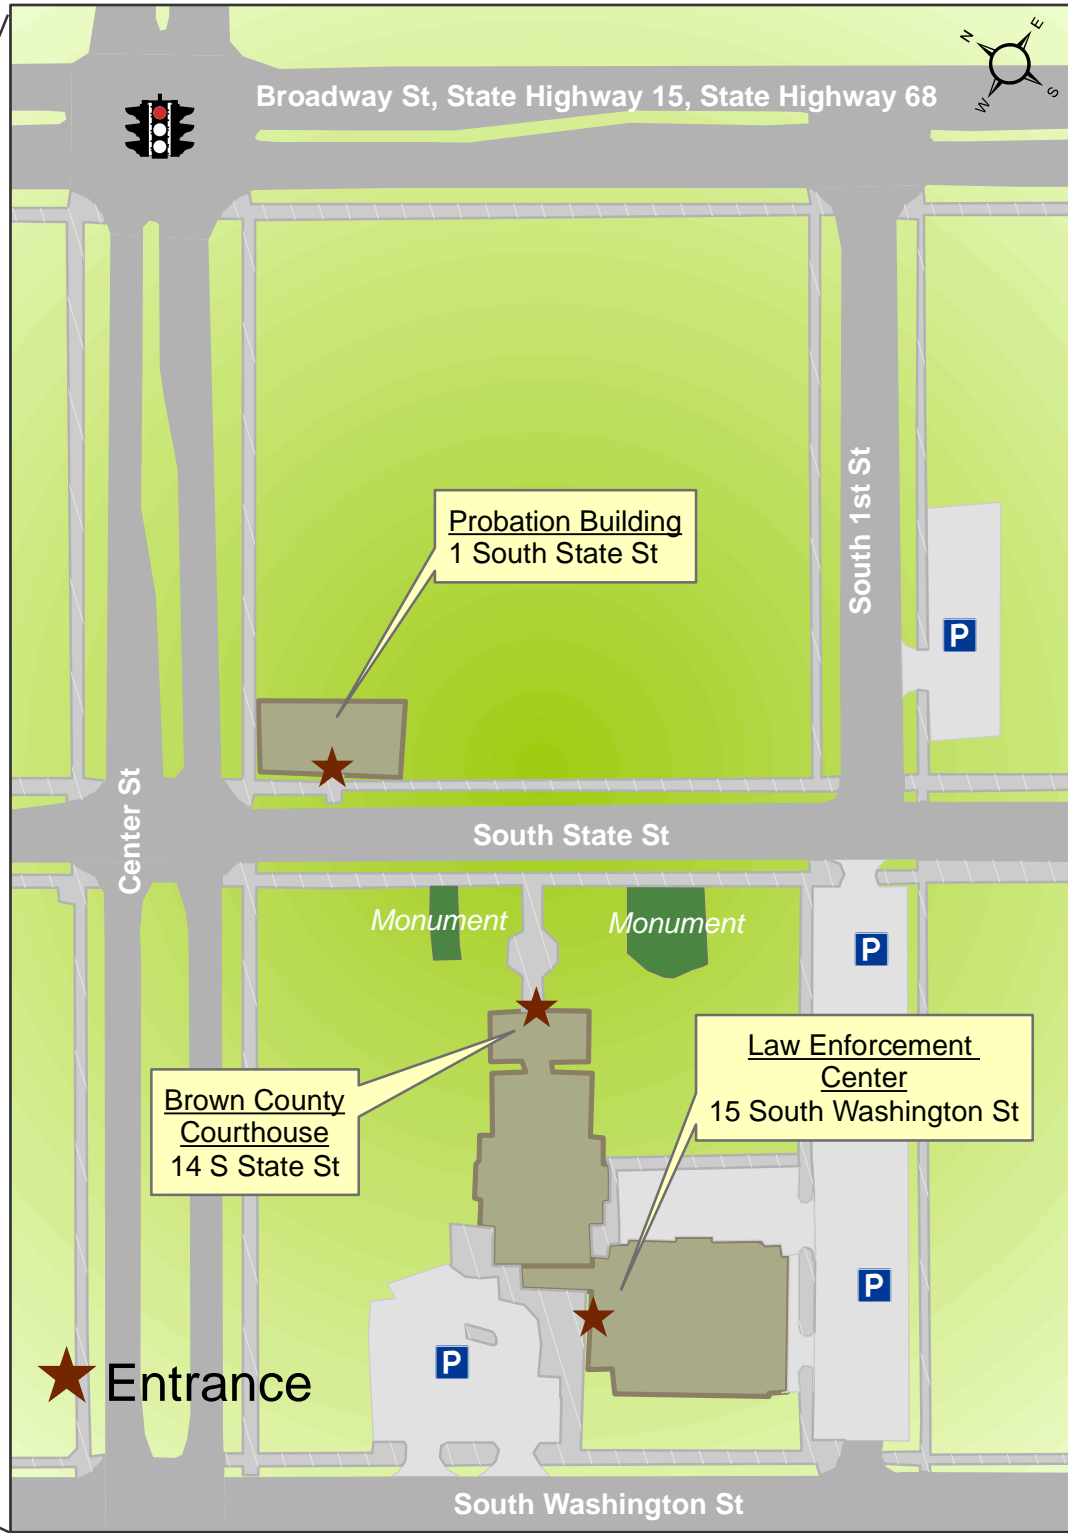 N
E
W
S
Broadway St, State Highway 15, State Highway 68
Probation Building
1 South State St
South 1st St
P
Center St
South State St
Monument
Monument
P
Law Enforcement
Center
15 South Washington St
Brown County
Courthouse
14 S State St
P
P
Entrance
South Washington St